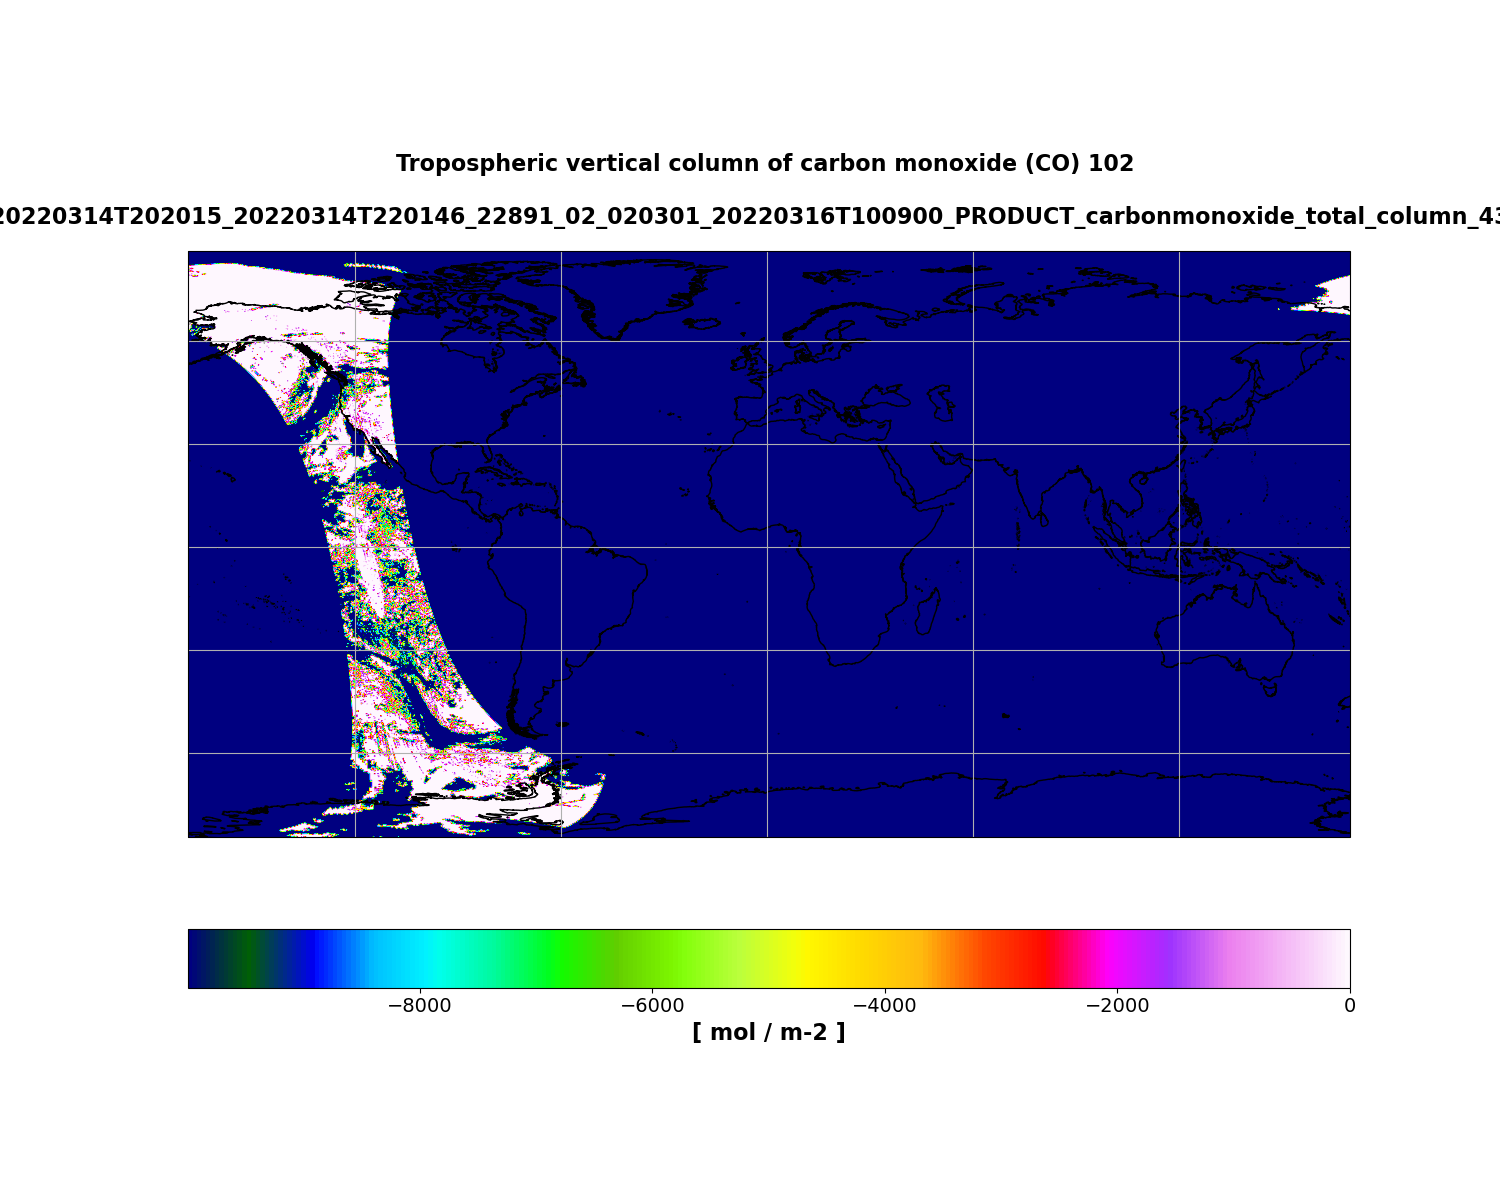 Tropospheric vertical column of carbon monoxide (CO) 102
20220314T202015_20220314T220146_22891_02_020301_20220316T100900_PRODUCT_carbonmonoxide_total_column_43
−8000 −6000 −4000 −2000 0
[ mol / m-2 ]